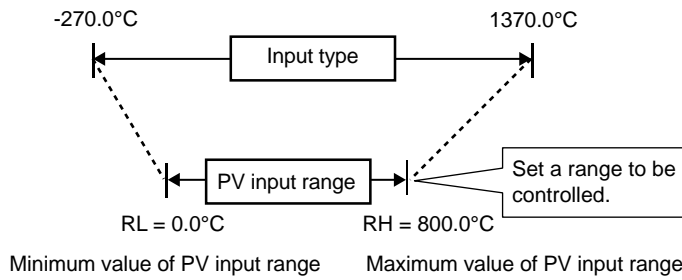 -270.0°C
1370.0°C
Input type
PV input range
Set a range to be
controlled.
RL = 0.0°C
RH = 800.0°C
Minimum value of PV input range
Maximum value of PV input range